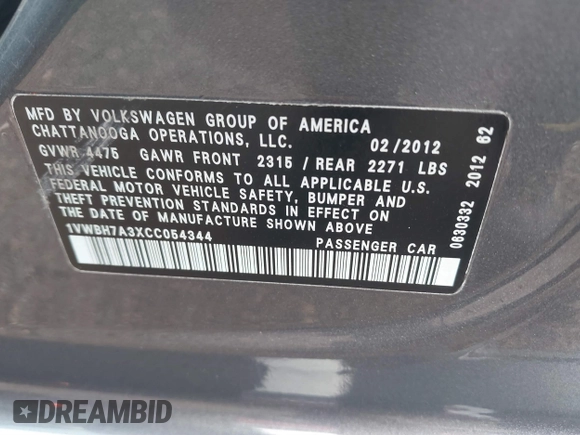 MFD BY VOLKSWAGEN GROUP OF AMERICA
CHATTANOOGA OPERATIONS, LLC. 02/2012
GVWR 4475 GAWR FRONT 2315 / REAR 2271 LBS
THIS VEHICLE CONFORMS TO ALL APPLICABLE U.S.
FEDERAL MOTOR VEHICLE SAFETY, BUMPER AND
THEFT PREVENTION STANDARDS IN EFFECT ON
THE DATE OF MANUFACTURE SHOWN ABOVE
1VWBH7A3XCC054344 PASSENGER CAR
0630332 2012 62
DREAMBID